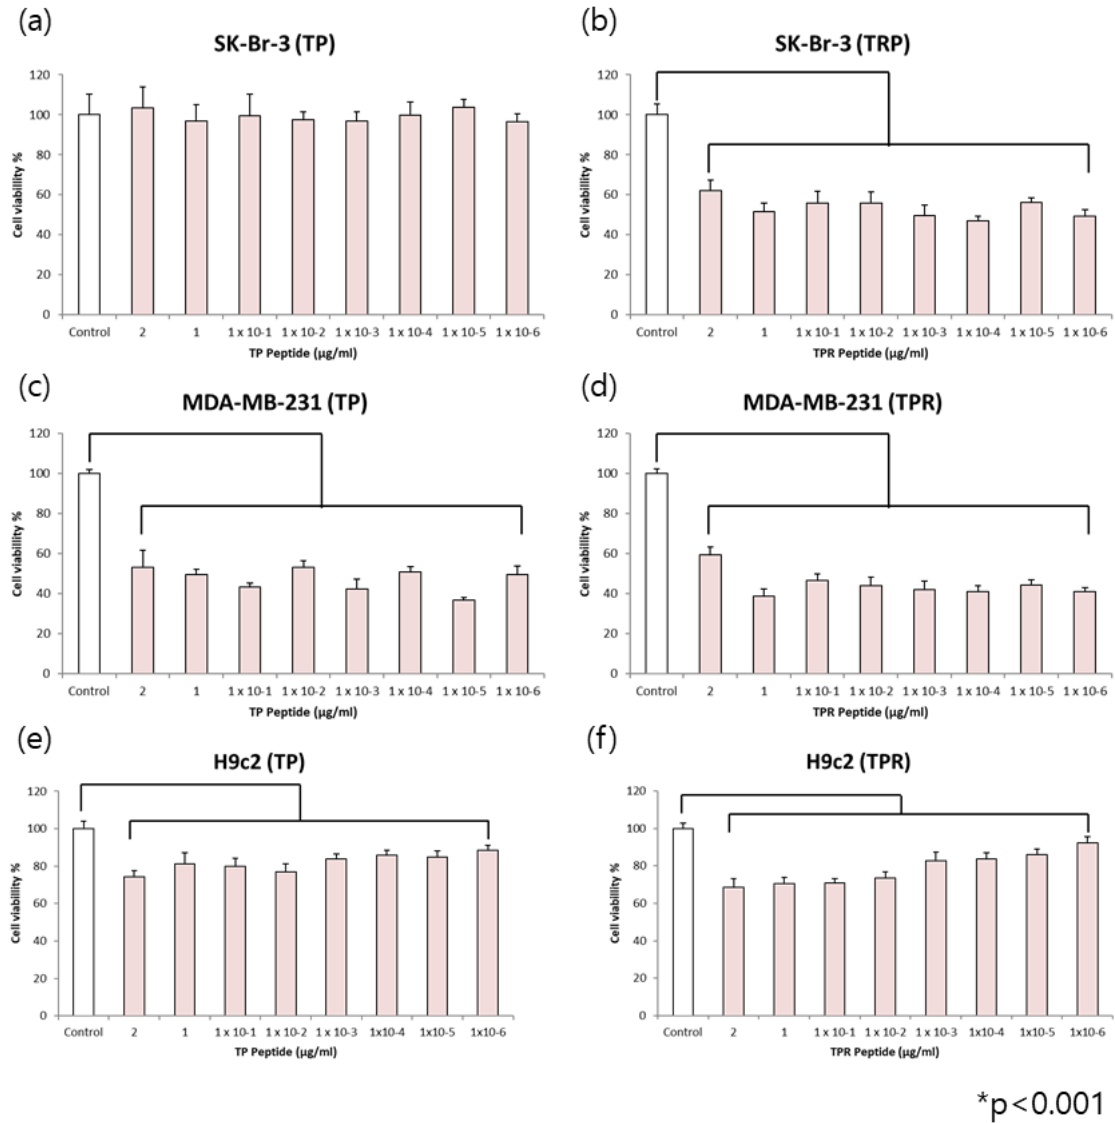 (a)
SK-Br-3 (TP)
120
100
80
60
40
20
0
Cell viabillity %
Control 2 1 1 x 10-1 1 x 10-2 1 x 10-3 1 x 10-4 1 x 10-5 1 x 10-6
TP Peptide (μg/ml)
(b)
SK-Br-3 (TRP)
120
100
80
60
40
20
0
Cell viabillity %
Control 2 1 1 x 10-1 1 x 10-2 1 x 10-3 1 x 10-4 1 x 10-5 1 x 10-6
TPR Peptide (μg/ml)
(c)
MDA-MB-231 (TP)
120
100
80
60
40
20
0
Cell viabillity %
Control 2 1 1 x 10-1 1 x 10-2 1 x 10-3 1 x 10-4 1 x 10-5 1 x 10-6
TP Peptide (μg/ml)
(d)
MDA-MB-231 (TPR)
120
100
80
60
40
20
0
Cell viabillity %
Control 2 1 1 x 10-1 1 x 10-2 1 x 10-3 1 x 10-4 1 x 10-5 1 x 10-6
TPR Peptide (μg/ml)
(e)
H9c2 (TP)
120
100
80
60
40
20
0
Cell viabillity %
Control 2 1 1 x 10-1 1 x 10-2 1 x 10-3 1x10-4 1x10-5 1x10-6
TP Peptide (μg/ml)
(f)
H9c2 (TPR)
120
100
80
60
40
20
0
Cell viabillity %
Control 2 1 1 x 10-1 1 x 10-2 1 x 10-3 1x10-4 1x10-5 1x10-6
TPR Peptide (μg/ml)
*p<0.001